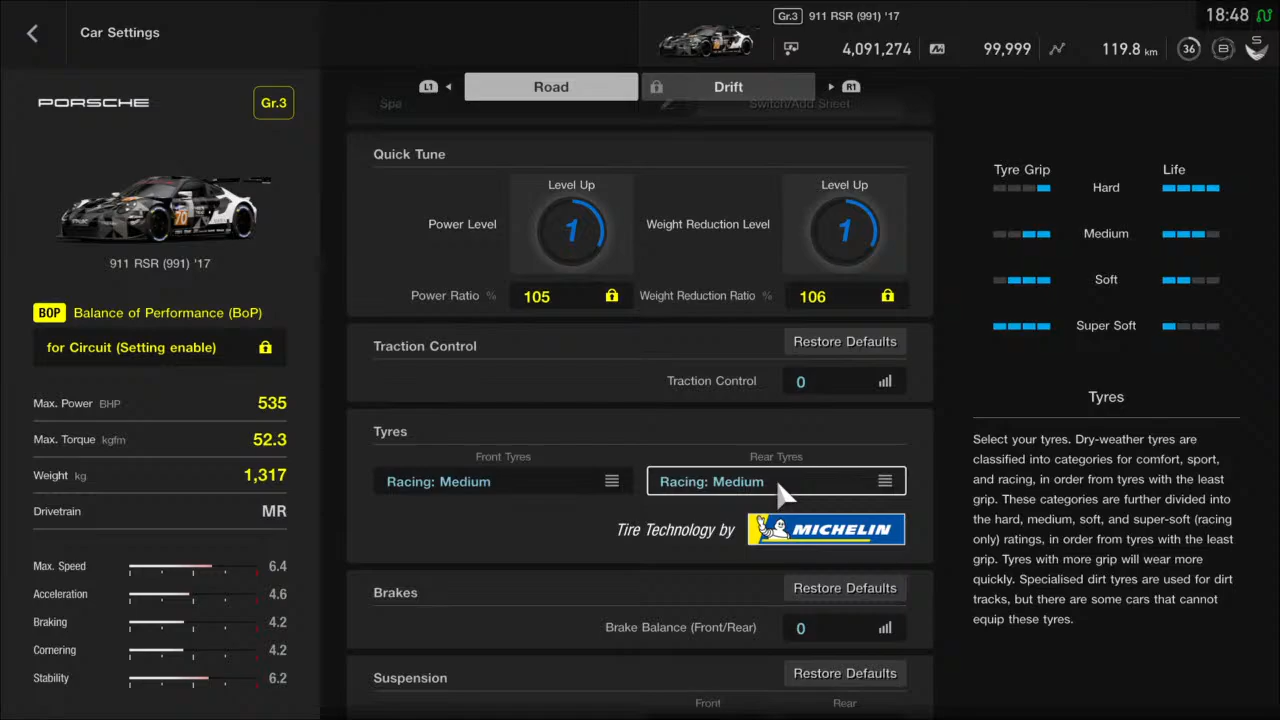 Car Settings
Gr.3 911 RSR (991) '17
18:48
4,091,274
99,999
119.8 km
36
B
S
L1
Road
Drift
R1
PORSCHE
Gr.3
70
911 RSR (991) '17
BOP Balance of Performance (BoP)
for Circuit (Setting enable)
Max. Power BHP 535
Max. Torque kgfm 52.3
Weight kg 1,317
Drivetrain MR
Max. Speed 6.4
Acceleration 4.6
Braking 4.2
Cornering 4.2
Stability 6.2
Spa
Switch/Add Sheet
Quick Tune
Level Up
Level Up
Power Level 1
Weight Reduction Level 1
Power Ratio % 105
Weight Reduction Ratio % 106
Traction Control
Restore Defaults
Traction Control 0
Tyres
Front Tyres
Rear Tyres
Racing: Medium
Racing: Medium
Tire Technology by MICHELIN
Brakes
Restore Defaults
Brake Balance (Front/Rear) 0
Suspension
Restore Defaults
Front
Rear
Tyre Grip
Life
Hard
Medium
Soft
Super Soft
Tyres
Select your tyres. Dry-weather tyres are
classified into categories for comfort, sport,
and racing, in order from tyres with the least
grip. These categories are further divided into
the hard, medium, soft, and super-soft (racing
only) ratings, in order from tyres with the least
grip. Tyres with more grip will wear more
quickly. Specialised dirt tyres are used for dirt
tracks, but there are some cars that cannot
equip these tyres.